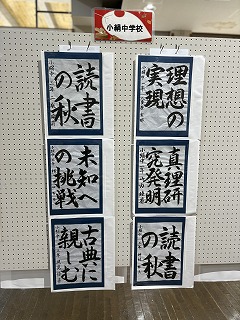 小絹中学校
理想の
実現
真理研
究発明
読書
の秋
読書
の秋
未知へ
の挑戦
古典に
親しむ